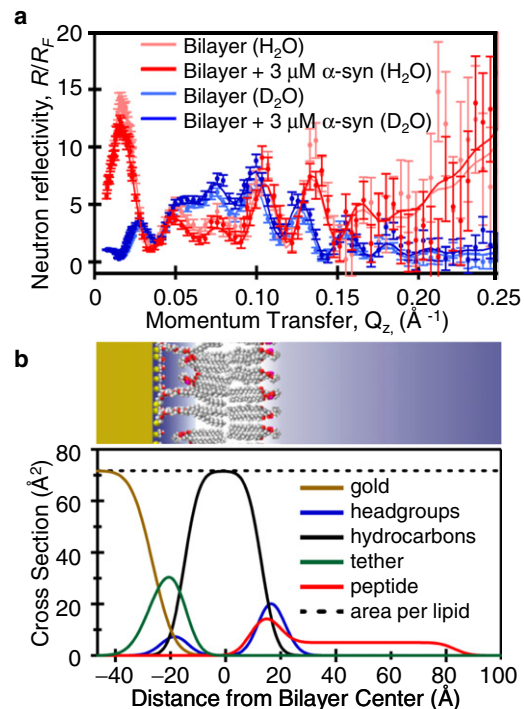 a
Neutron reflectivity, R/R_F
20
15
10
5
0
Bilayer (H₂O)
Bilayer + 3 μM α-syn (H₂O)
Bilayer (D₂O)
Bilayer + 3 μM α-syn (D₂O)
0 0.05 0.10 0.15 0.20 0.25
Momentum Transfer, Q_z, (Å⁻¹)
b
Cross Section (Å²)
80
60
40
20
0
gold
headgroups
hydrocarbons
tether
peptide
area per lipid
−40 −20 0 20 40 60 80 100
Distance from Bilayer Center (Å)